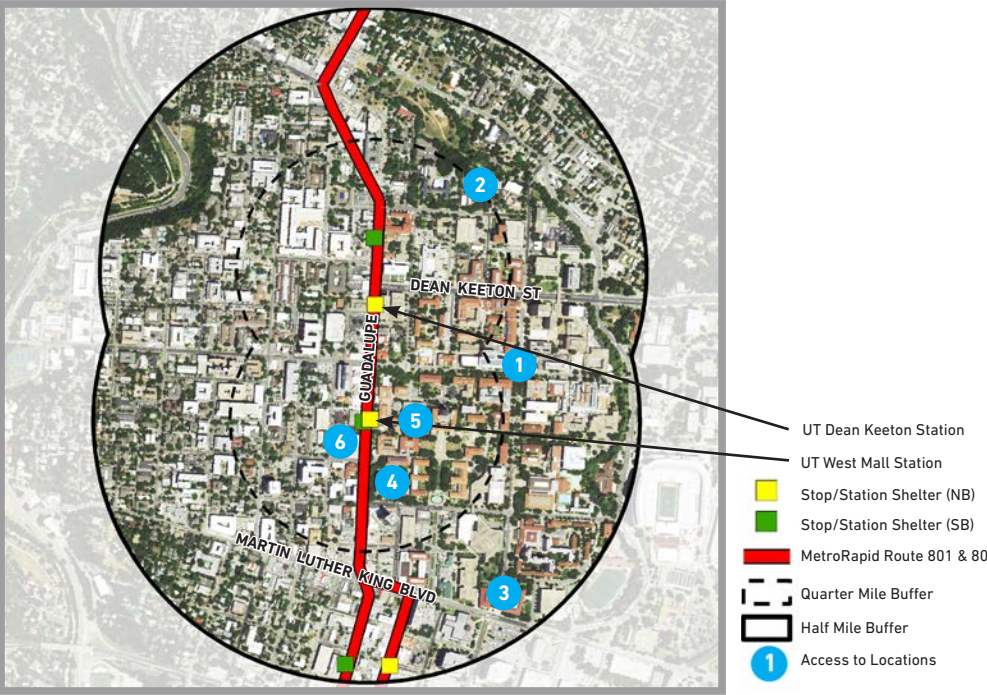 2
DEAN KEETON ST
GUADALUPE
1
5
6
4
MARTIN LUTHER KING BLVD
3
UT Dean Keeton Station
UT West Mall Station
Stop/Station Shelter (NB)
Stop/Station Shelter (SB)
MetroRapid Route 801 & 80
Quarter Mile Buffer
Half Mile Buffer
1 Access to Locations